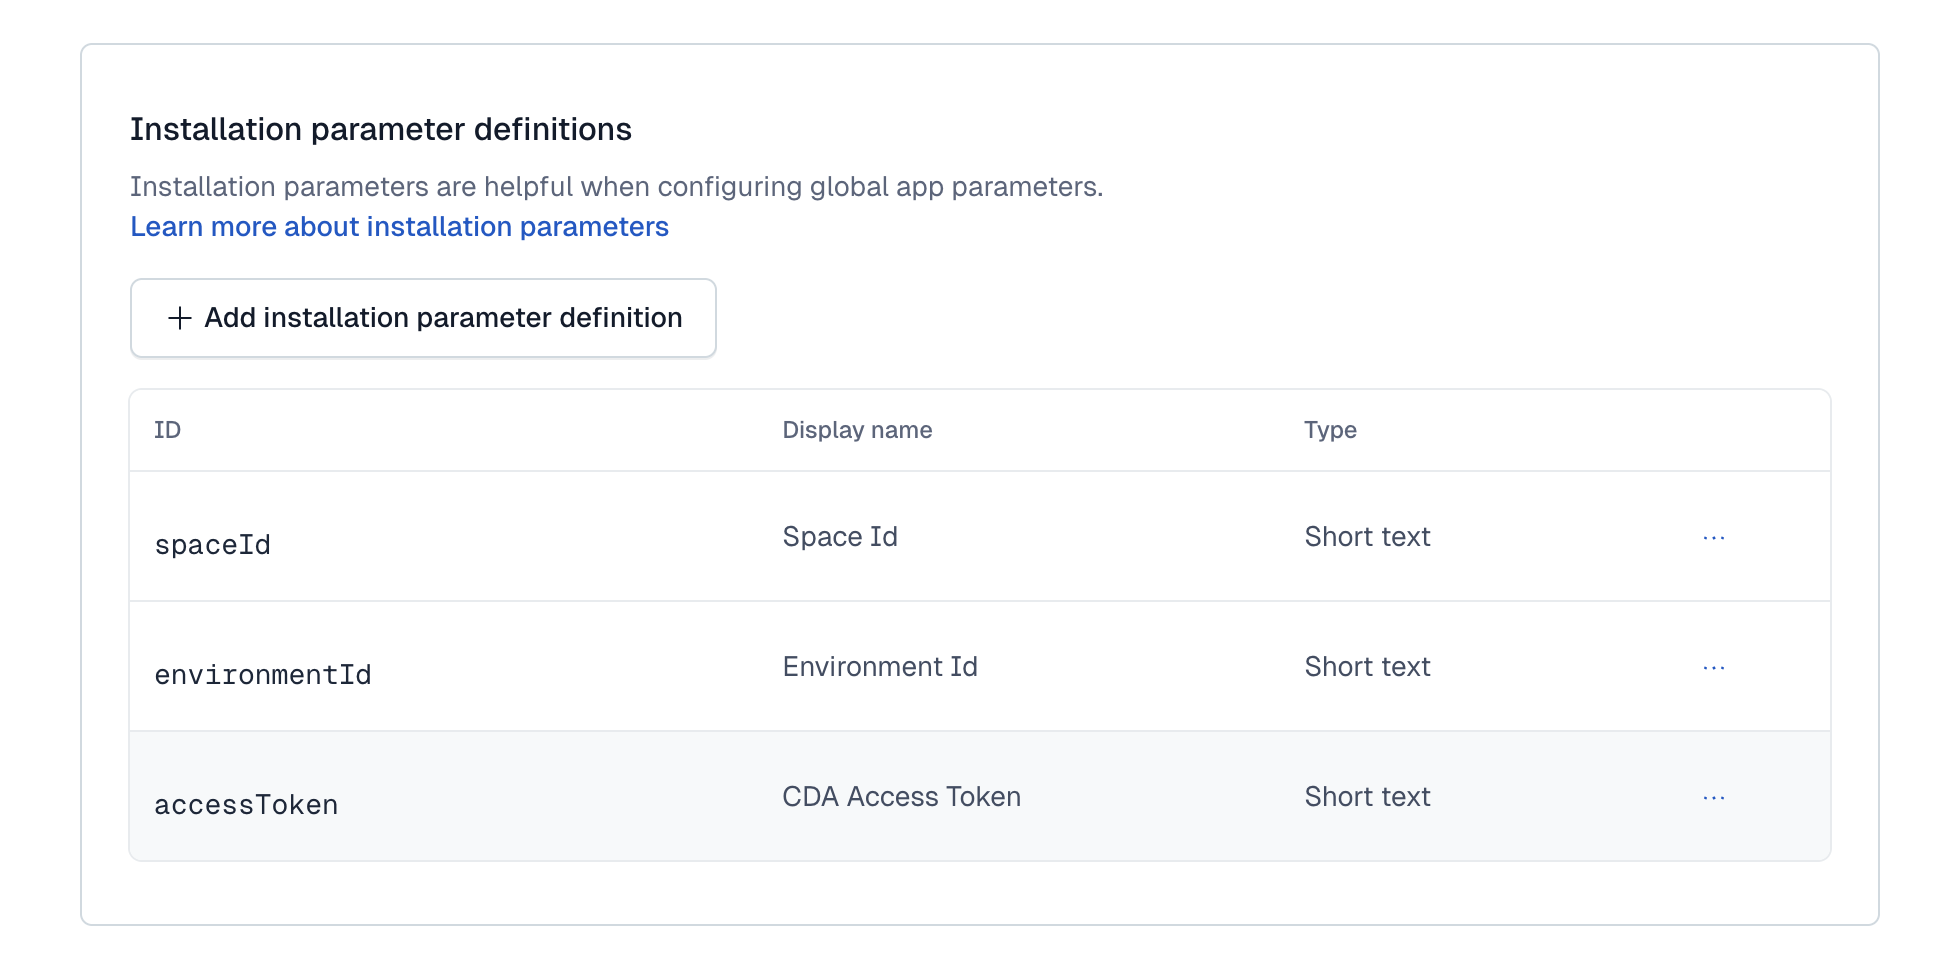 Installation parameter definitions
Installation parameters are helpful when configuring global app parameters.
Learn more about installation parameters
+ Add installation parameter definition
ID Display name Type
spaceId Space Id Short text ...
environmentId Environment Id Short text ...
accessToken CDA Access Token Short text ...